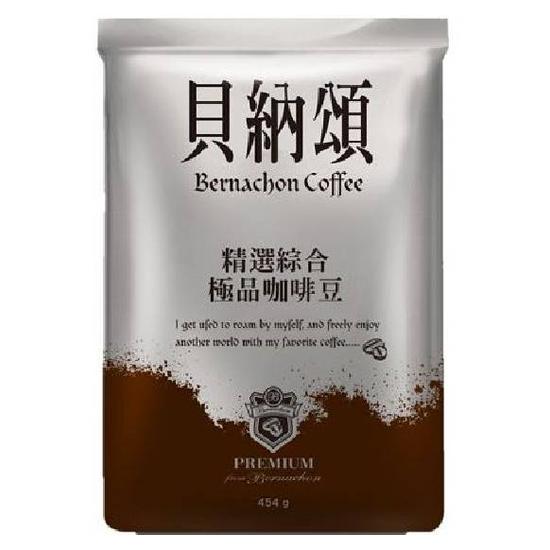 貝納頌
Bernachon Coffee
精選綜合
極品咖啡豆
I get used to roam by myself, and freely enjoy
another world with my favorite coffee.....
B
Bernachon
PREMIUM
from Bernachon
454 g